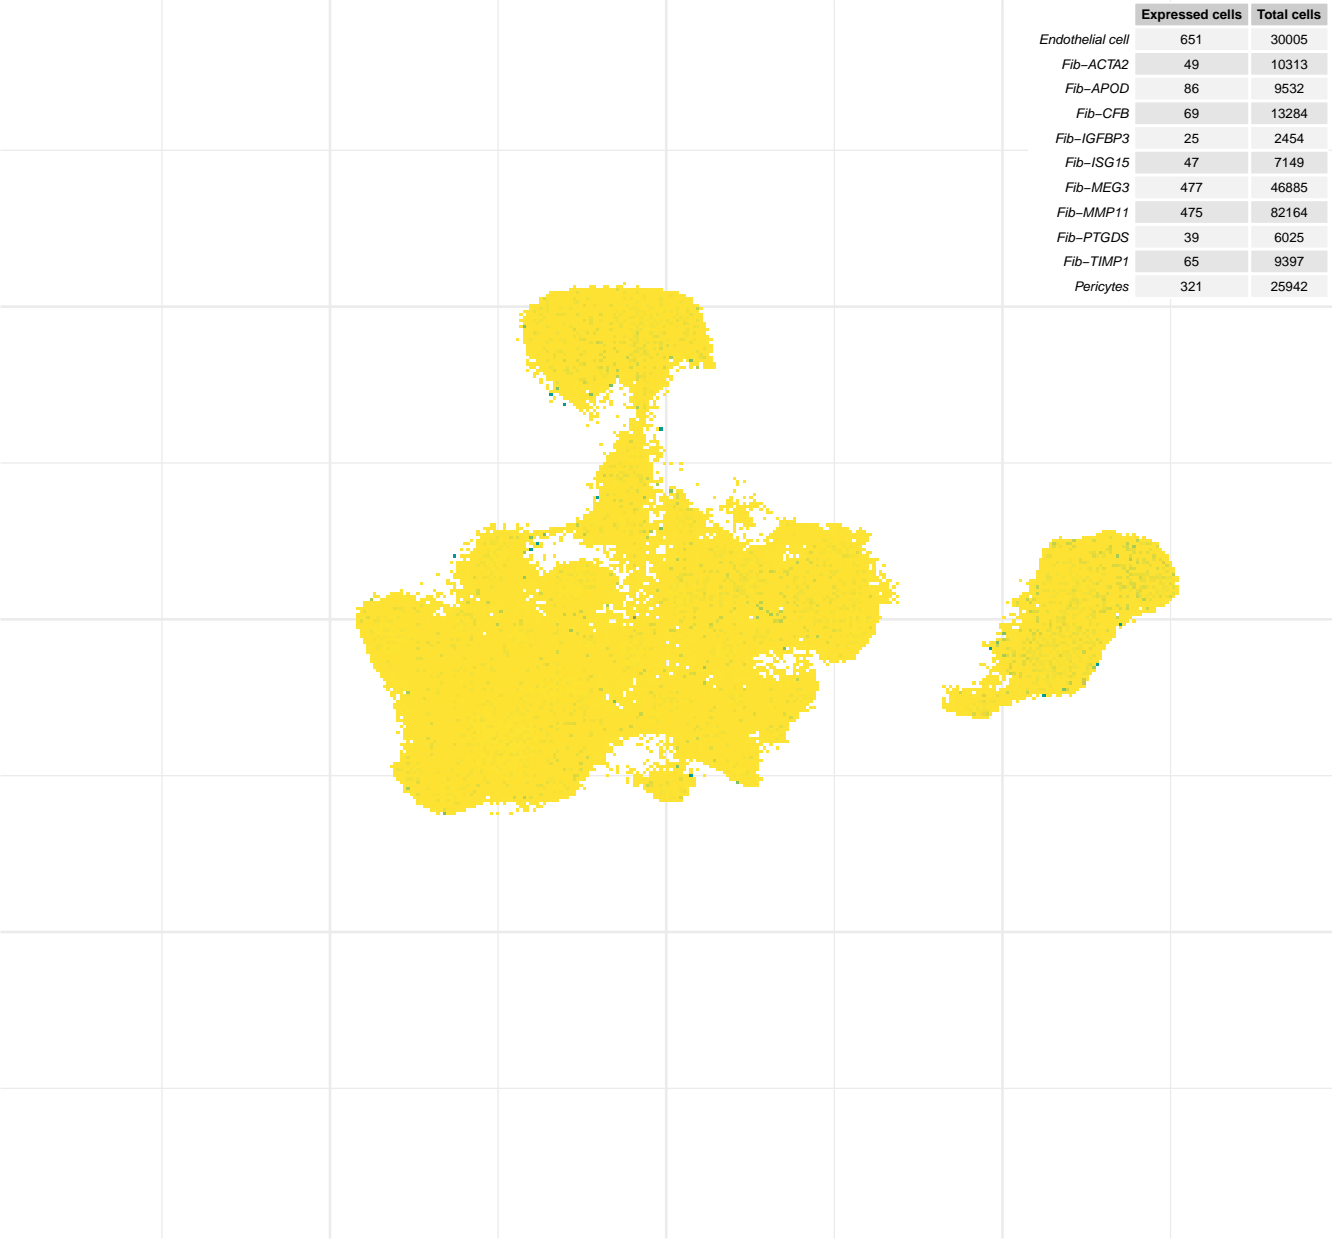 Expressed cells Total cells
Endothelial cell 651 30005
Fib−ACTA2 49 10313
Fib−APOD 86 9532
Fib−CFB 69 13284
Fib−IGFBP3 25 2454
Fib−ISG15 47 7149
Fib−MEG3 477 46885
Fib−MMP11 475 82164
Fib−PTGDS 39 6025
Fib−TIMP1 65 9397
Pericytes 321 25942